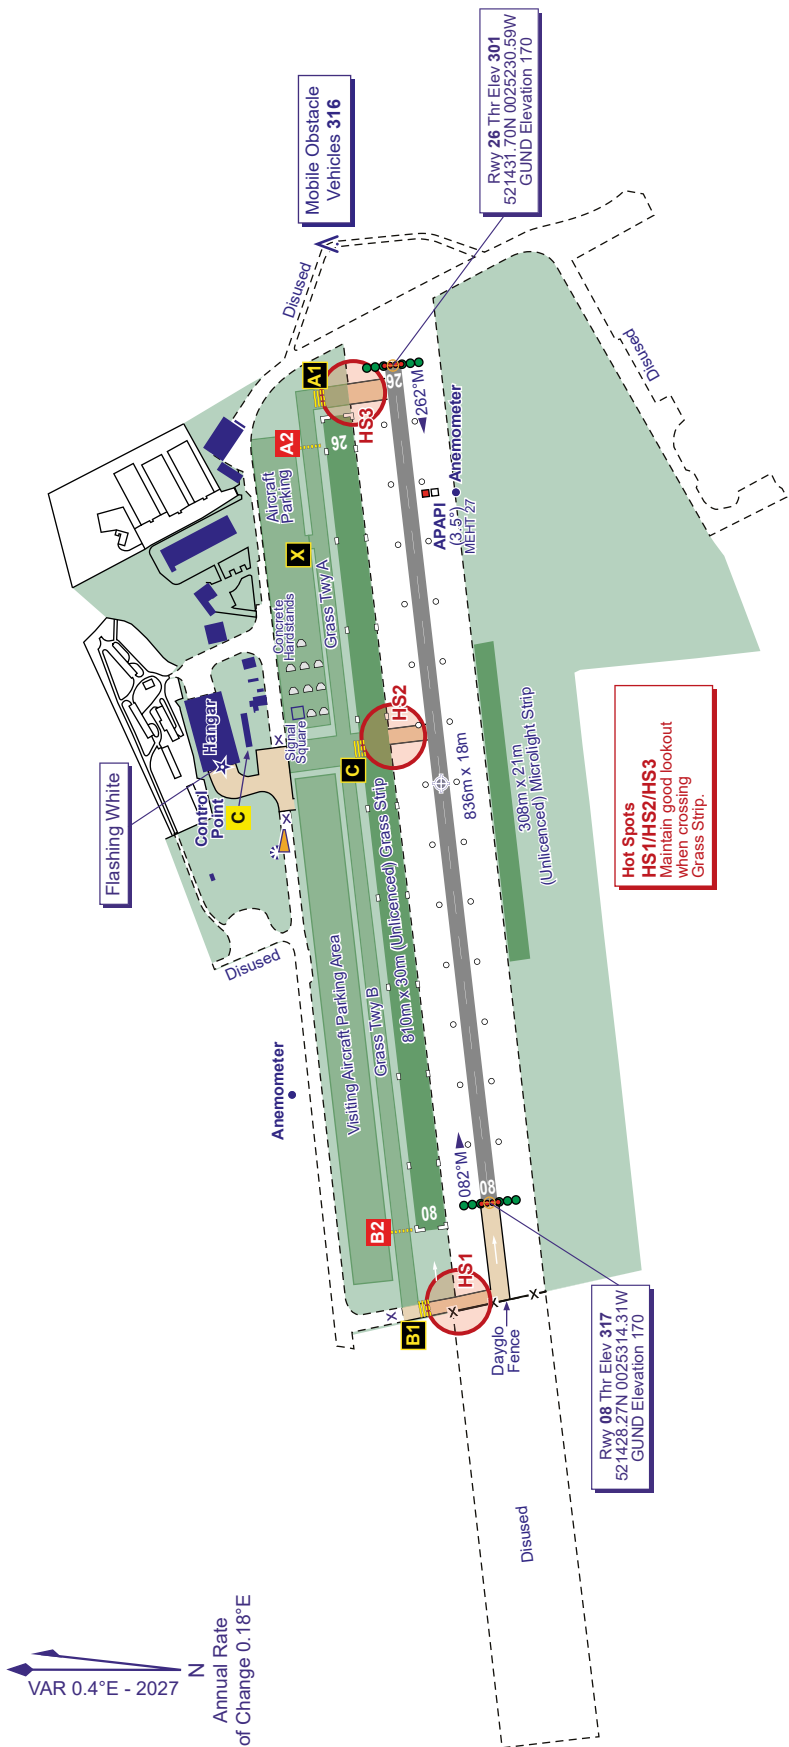 Rwy 26 Thr Elev 301
521431.70N 0025230.59W
GUND Elevation 170
Mobile Obstacle
Vehicles 316
Disused
Disused
A1
A2
HS3
26
26
262°M
Anemometer
APAPI
(3.5°)
MEHT 27
Aircraft
Parking
X
Grass Twy A
Concrete
Hardstands
Signal
Square
HS2
C
Hangar
Flashing White
Control
Point
C
X
X
836m x 18m
308m x 21m
(Unlicenced) Microlight Strip
810m x 30m (Unlicenced) Grass Strip
Grass Twy B
Visiting Aircraft Parking Area
Disused
Anemometer
Hot Spots
HS1/HS2/HS3
Maintain good lookout
when crossing
Grass Strip.
082°M
08
08
B2
HS1
B1
X
X
X
X
Dayglo
Fence
Rwy 08 Thr Elev 317
521428.27N 0025314.31W
GUND Elevation 170
Disused
N
VAR 0.4°E - 2027
Annual Rate
of Change 0.18°E